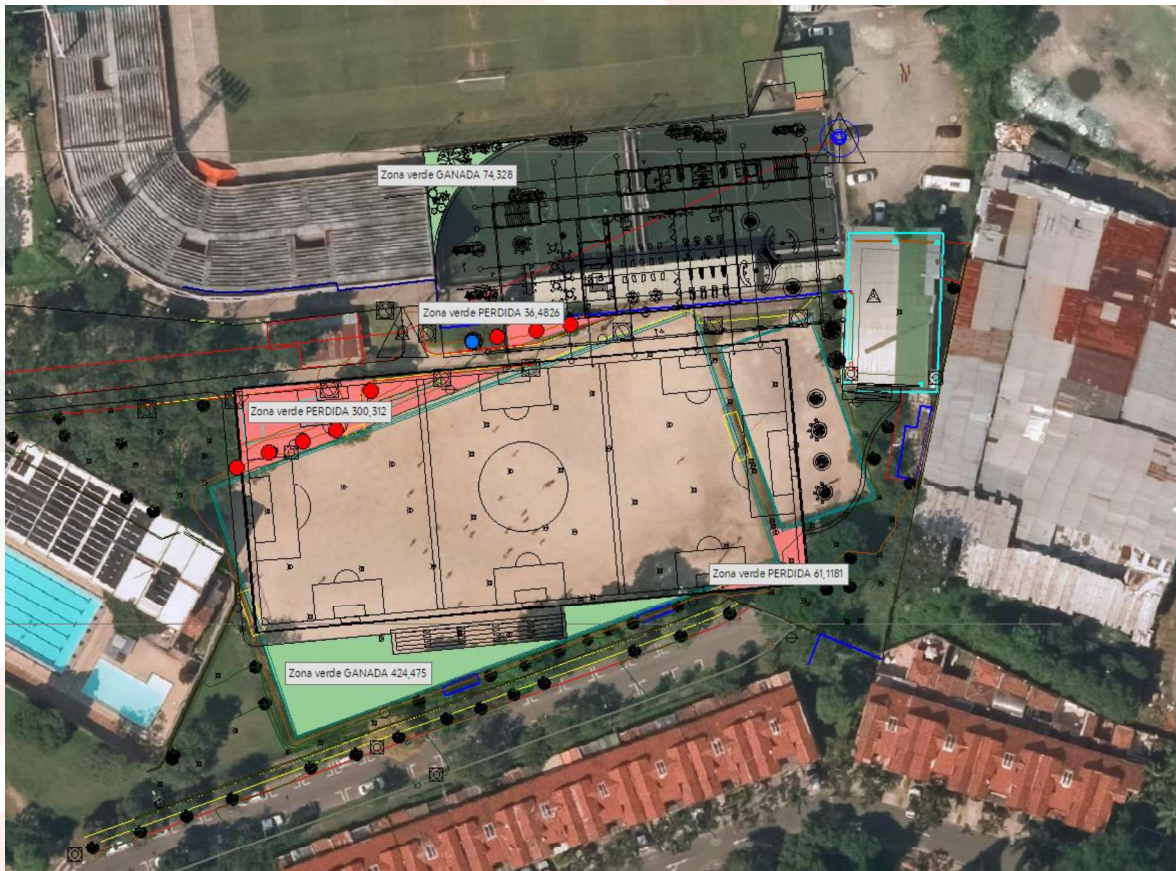 Zona verde GANADA 74,328
Zona verde PERDIDA 36,4826
Zona verde PERDIDA 300,312
Zona verde PERDIDA 61,1181
Zona verde GANADA 424,475